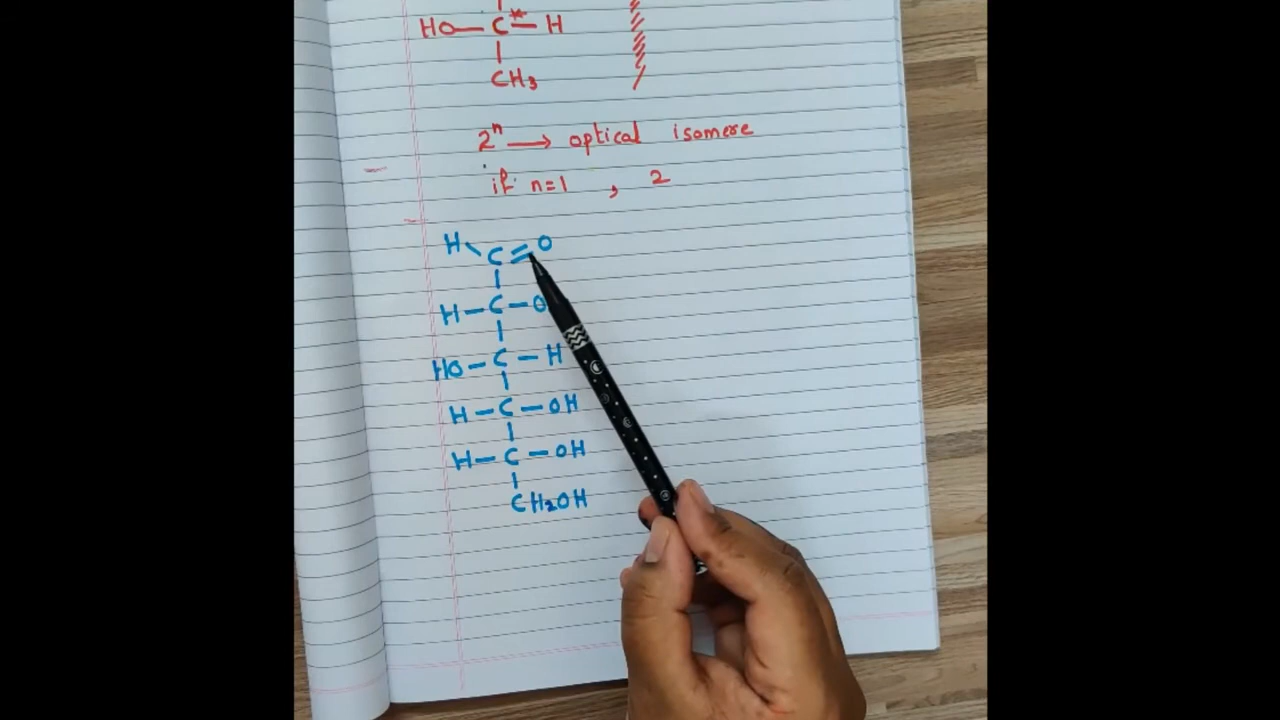 HO—C*—H
|
CH₃
2ⁿ → optical isomere
if n=1 , 2
H\C=O
|
H—C—O
|
HO—C—H
|
H—C—OH
|
H—C—OH
|
CH₂OH